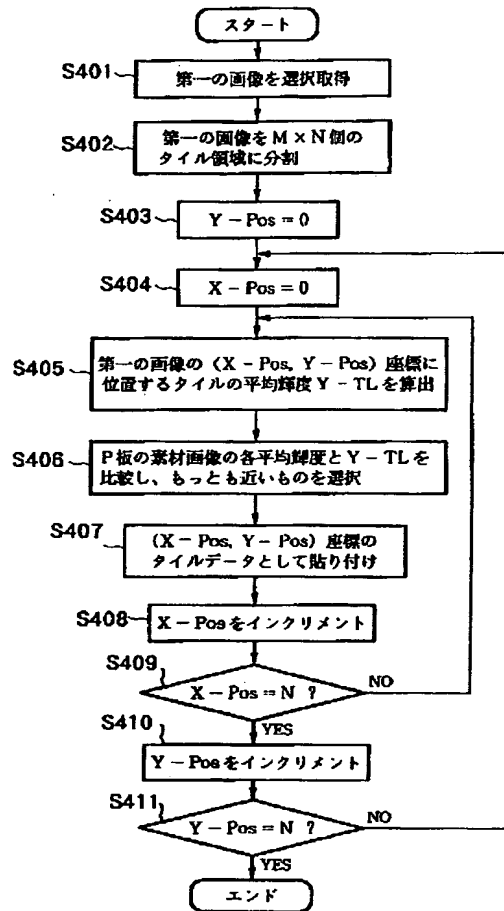 スタート
S401
第一の画像を選択取得
S402
第一の画像をM×N個の
タイル領域に分割
S403
Y－Pos＝0
S404
X－Pos＝0
S405
第一の画像の（X－Pos, Y－Pos）座標に
位置するタイルの平均輝度Y－TLを算出
S406
P板の素材画像の各平均輝度とY－TLを
比較し、もっとも近いものを選択
S407
（X－Pos, Y－Pos）座標の
タイルデータとして貼り付け
S408
X－Posをインクリメント
S409
X－Pos＝N ？
NO
YES
S410
Y－Posをインクリメント
S411
Y－Pos＝N ？
NO
YES
エンド